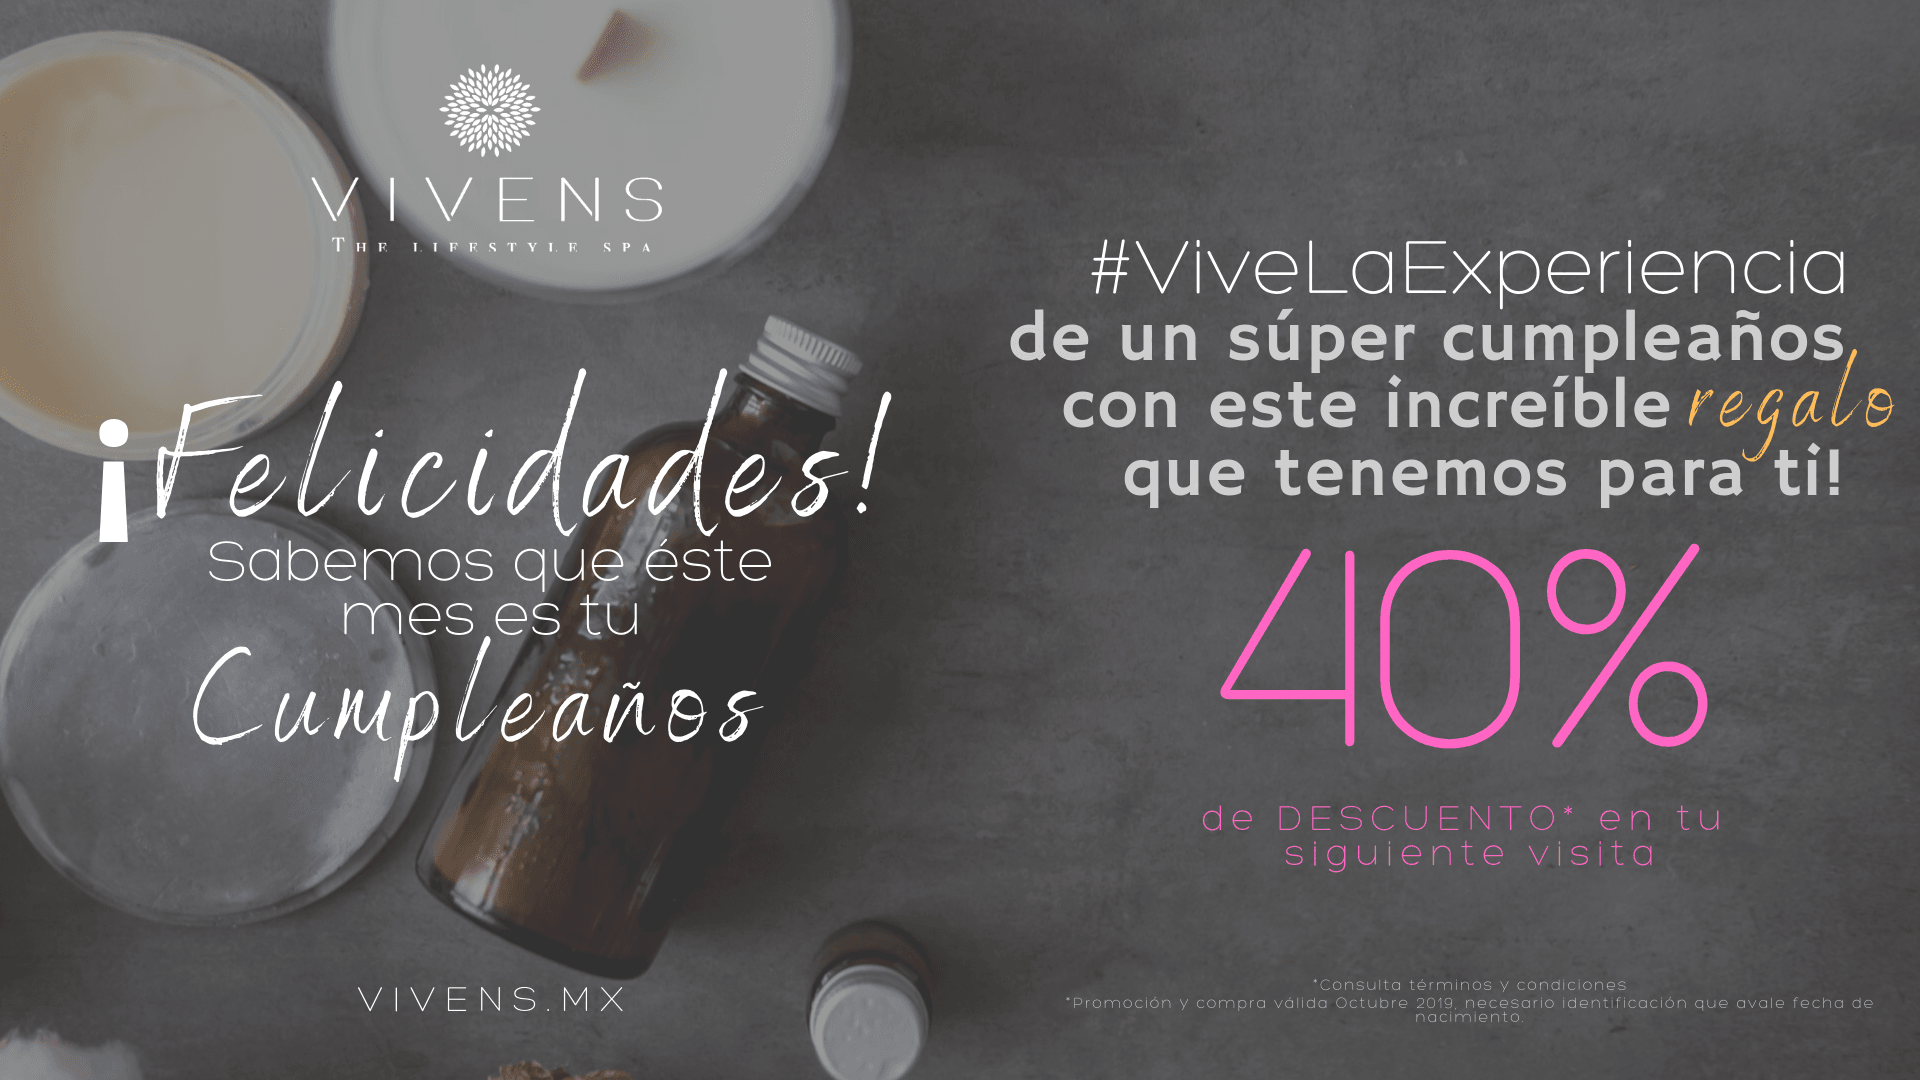 VIVENS
THE LIFESTYLE SPA
¡Felicidades!
Sabemos que éste
mes es tu
Cumpleaños
VIVENS.MX
#ViveLaExperiencia
de un súper cumpleaños
con este increíble regalo
que tenemos para ti!
40%
de DESCUENTO* en tu
siguiente visita
*Consulta términos y condiciones
*Promoción y compra válida Octubre 2019, necesario identificación que avale fecha de
nacimiento.